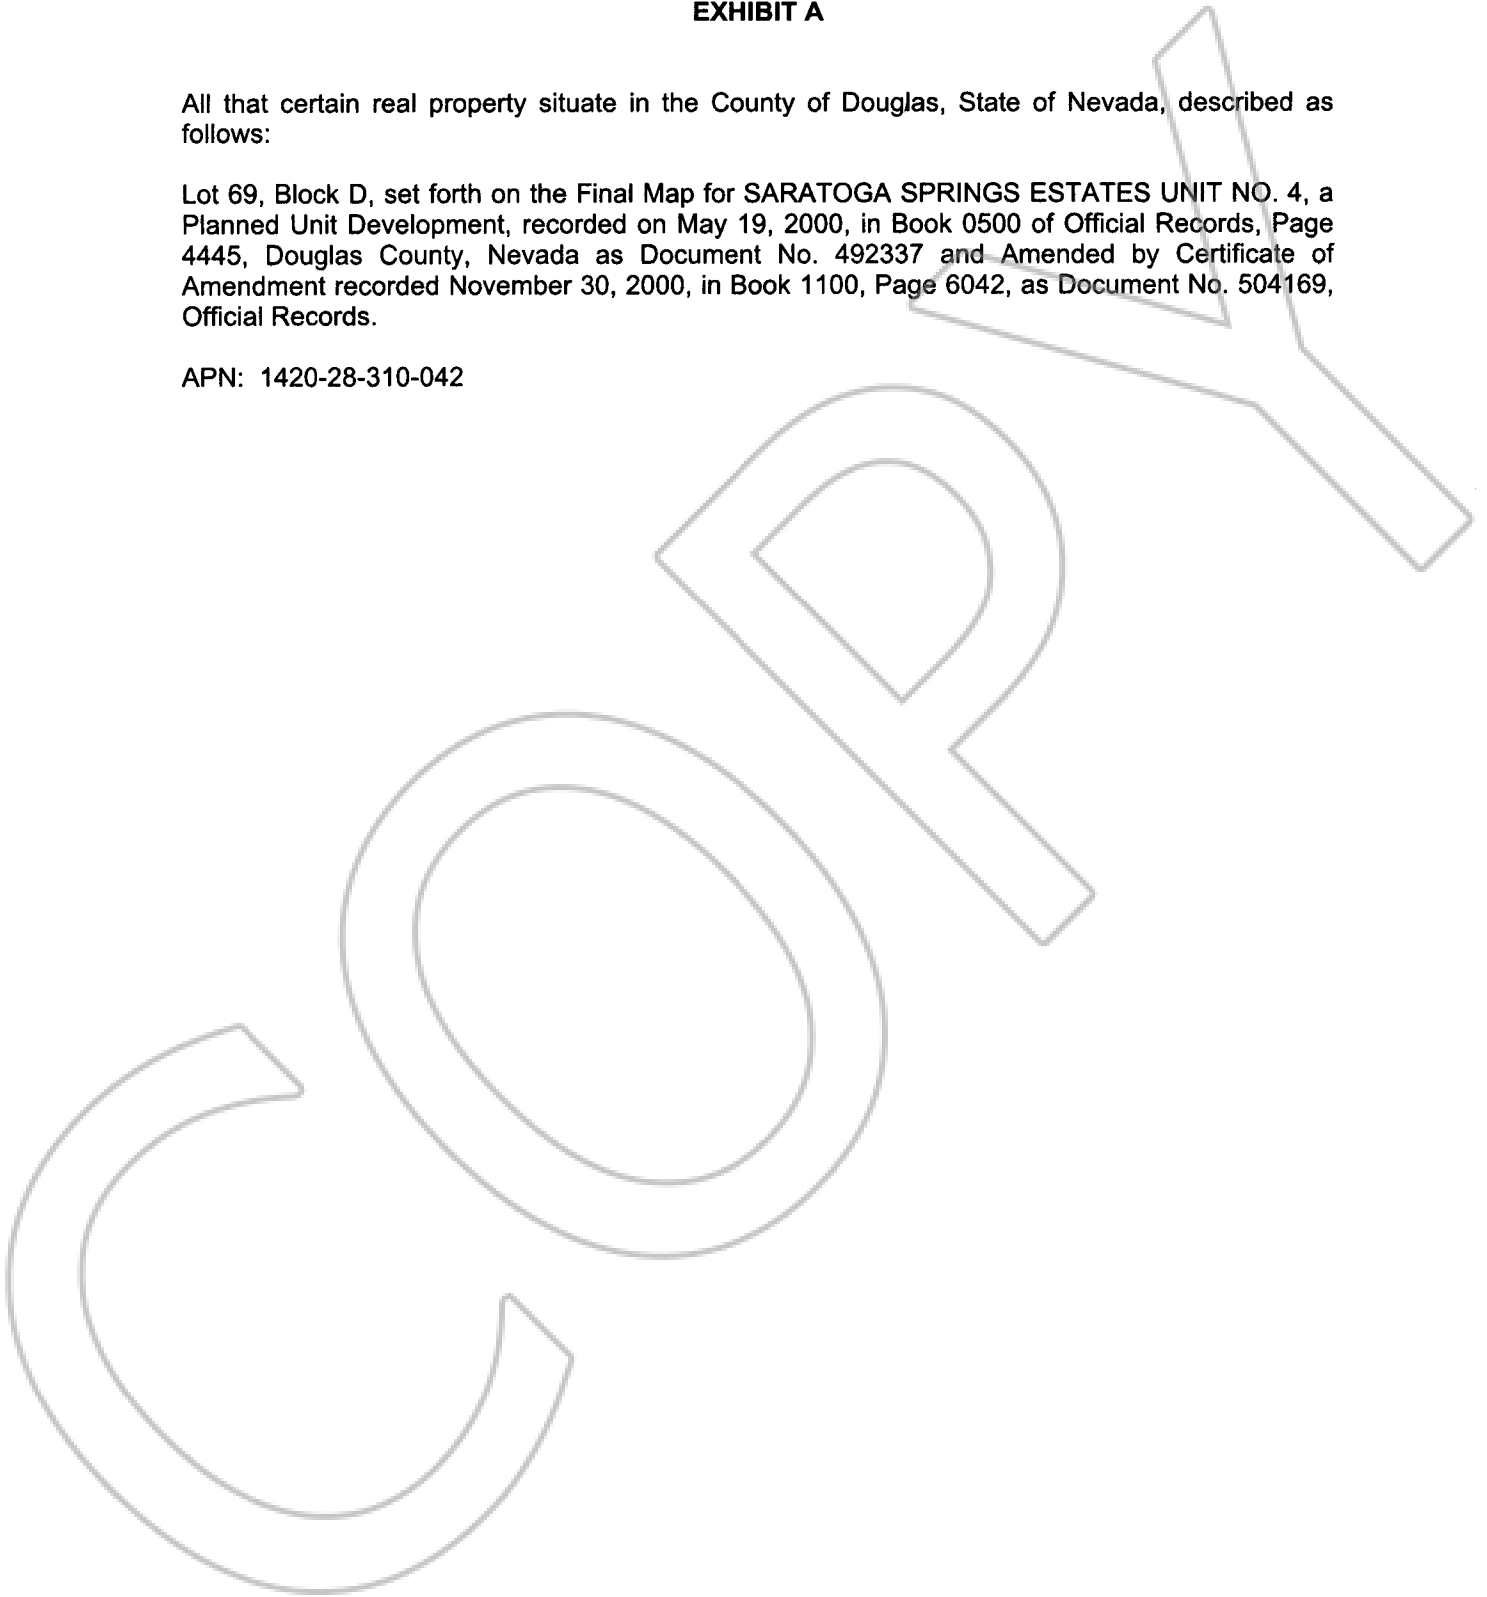 EXHIBIT A
All that certain real property situate in the County of Douglas, State of Nevada, described as
follows:
Lot 69, Block D, set forth on the Final Map for SARATOGA SPRINGS ESTATES UNIT NO. 4, a
Planned Unit Development, recorded on May 19, 2000, in Book 0500 of Official Records, Page
4445, Douglas County, Nevada as Document No. 492337 and Amended by Certificate of
Amendment recorded November 30, 2000, in Book 1100, Page 6042, as Document No. 504169,
Official Records.
APN: 1420-28-310-042
COPY